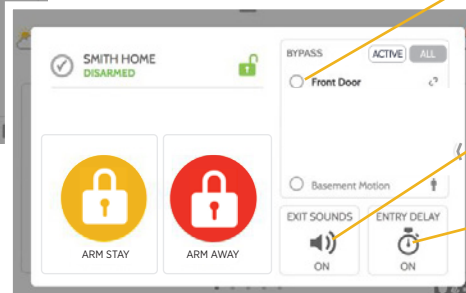 SMITH HOME
DISARMED
BYPASS
ACTIVE
ALL
Front Door
Basement Motion
ARM STAY
ARM AWAY
EXIT SOUNDS
ON
ENTRY DELAY
ON